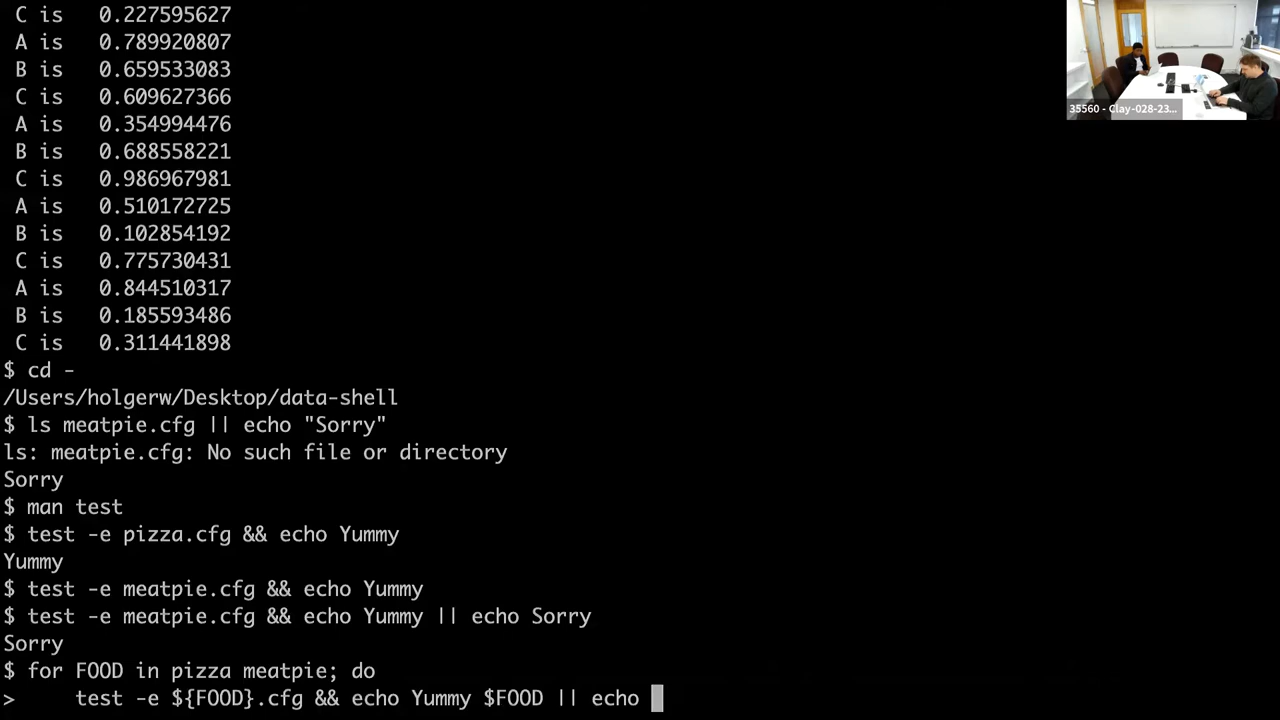 C is   0.227595627
A is   0.789920807
B is   0.659533083
C is   0.609627366
A is   0.354994476
B is   0.688558221
C is   0.986967981
A is   0.510172725
B is   0.102854192
C is   0.775730431
A is   0.844510317
B is   0.185593486
C is   0.311441898
$ cd -
/Users/holgerw/Desktop/data-shell
$ ls meatpie.cfg || echo "Sorry"
ls: meatpie.cfg: No such file or directory
Sorry
$ man test
$ test -e pizza.cfg && echo Yummy
Yummy
$ test -e meatpie.cfg && echo Yummy
$ test -e meatpie.cfg && echo Yummy || echo Sorry
Sorry
$ for FOOD in pizza meatpie; do
>     test -e ${FOOD}.cfg && echo Yummy $FOOD || echo
35560 - Clay-028-23...